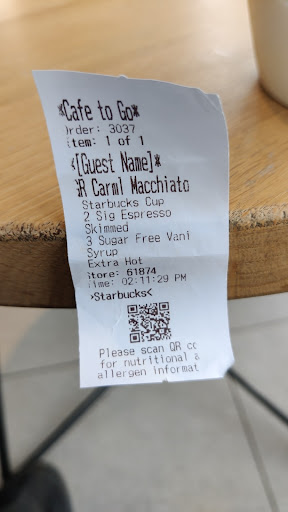 *Cafe to Go*
Order: 3037
Item: 1 of 1
*[Guest Name]*
GR Carml Macchiato
Starbucks Cup
2 Sig Espresso
Skimmed
3 Sugar Free Vani
Syrup
Extra Hot
Store: 61874
Time: 02:11:29 PM
>Starbucks<
Please scan QR co
for nutritional &
allergen informat